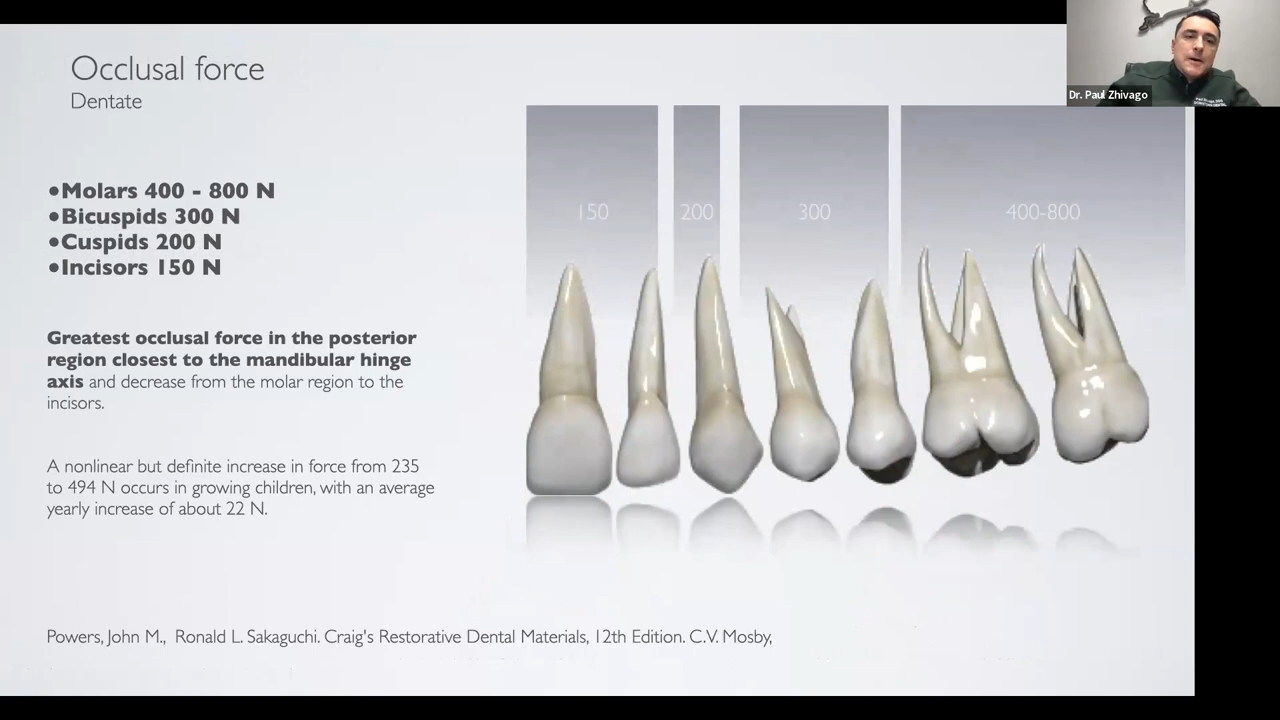 Occlusal force
Dentate
•Molars 400 - 800 N
•Bicuspids 300 N
•Cuspids 200 N
•Incisors 150 N
Greatest occlusal force in the posterior
region closest to the mandibular hinge
axis and decrease from the molar region to the
incisors.
A nonlinear but definite increase in force from 235
to 494 N occurs in growing children, with an average
yearly increase of about 22 N.
150
200
300
400-800
Powers, John M., Ronald L. Sakaguchi. Craig's Restorative Dental Materials, 12th Edition. C.V. Mosby,
Dr. Paul Zhivago